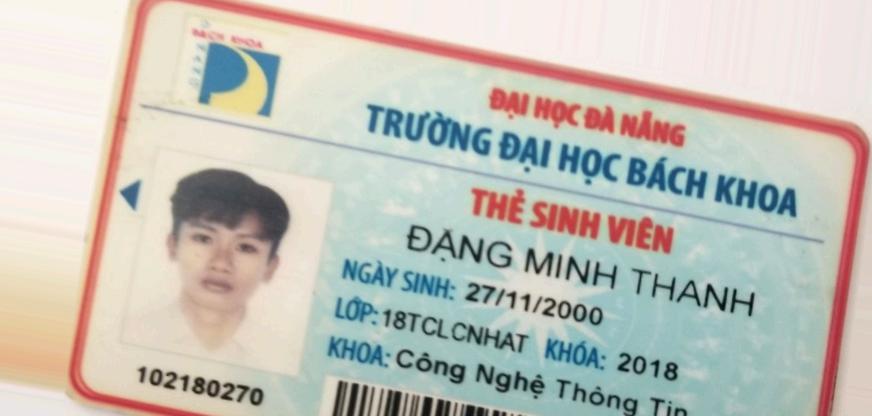 BÁCH KHOA
ĐẠI HỌC ĐÀ NẴNG
TRƯỜNG ĐẠI HỌC BÁCH KHOA
THẺ SINH VIÊN
ĐẶNG MINH THANH
NGÀY SINH: 27/11/2000
LỚP: 18TCLCNHAT KHÓA: 2018
KHOA: Công Nghệ Thông Tin
102180270